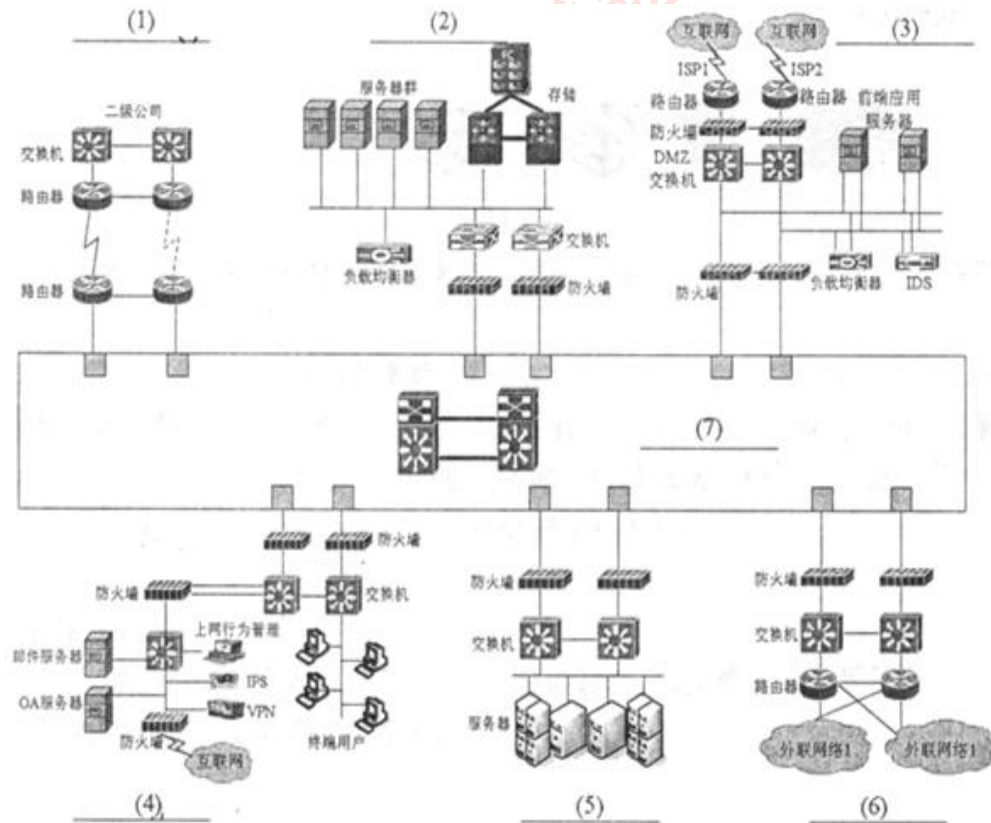 (1)
二级公司
交换机
路由器
路由器
(2)
服务器群
存储
交换机
负载均衡器
防火墙
(3)
互联网
互联网
ISP1
ISP2
路由器
路由器
前端应用
服务器
防火墙
DMZ
交换机
防火墙
负载均衡器
IDS
(7)
防火墙
防火墙
交换机
上网行为管理
邮件服务器
IPS
OA服务器
VPN
防火墙
互联网
终端用户
(4)
防火墙
交换机
服务器
(5)
防火墙
交换机
路由器
外联网络1
外联网络1
(6)